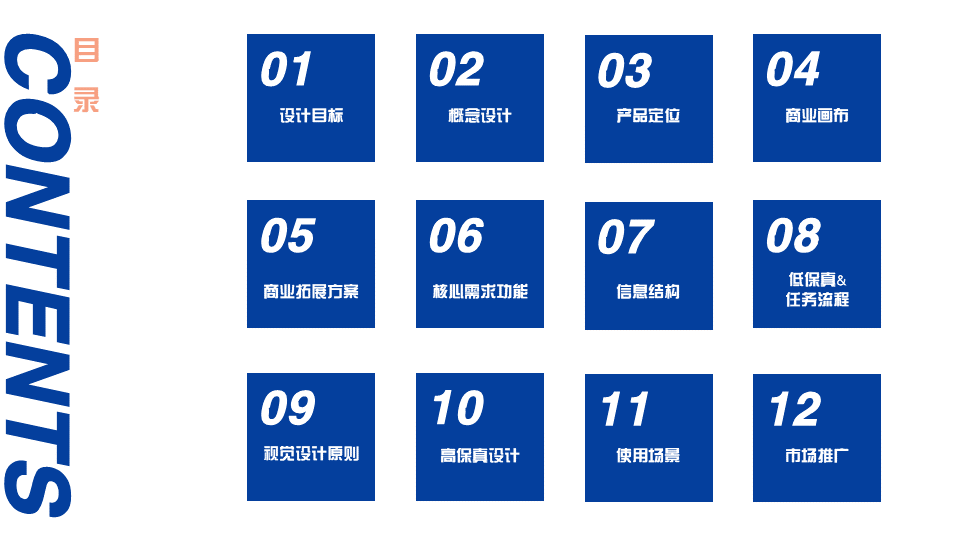 CONTENTS
目录
01
设计目标
02
概念设计
03
产品定位
04
商业画布
05
商业拓展方案
06
核心需求功能
07
信息结构
08
低保真&
任务流程
09
视觉设计原则
10
高保真设计
11
使用场景
12
市场推广